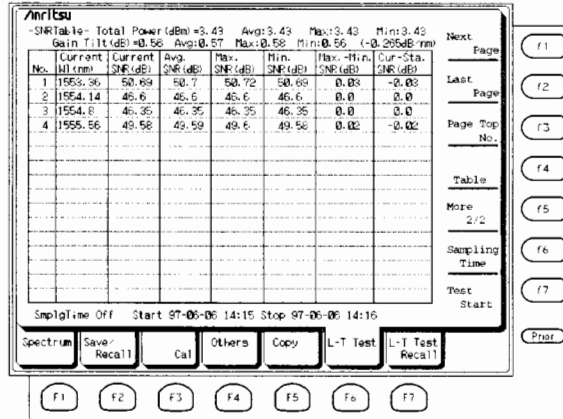 Anritsu
-SNRTable- Total Power(dBm)=3.43 Avg:3.43 Max:3.43 Min:3.43
Gain Tilt(dB)=0.56 Avg:0.57 Max:0.58 Min:0.56 (-0.265dB/nm)
No. Current Wl(nm) Current SNR(dB) Avg. SNR(dB) Max. SNR(dB) Min. SNR(dB) Max.-Min. SNR(dB) Cur-Sta. SNR(dB)
1 1553.36 50.69 50.7 50.72 50.69 0.03 -0.03
2 1554.14 46.6 46.6 46.6 46.6 0.0 0.0
3 1554.8 46.35 46.35 46.35 46.35 0.0 0.0
4 1555.56 49.58 49.59 49.6 49.58 0.02 -0.02
SmplgTime Off Start 97-06-06 14:15 Stop 97-06-06 14:16
Next Page
Last Page
Page Top No.
Table
More 2/2
Sampling Time
Test Start
f1
f2
f3
f4
f5
f6
f7
Prior
Spectrum
Save/ Recall
Cal
Others
Copy
L-T Test
L-T Test Recall
F1
F2
F3
F4
F5
F6
F7